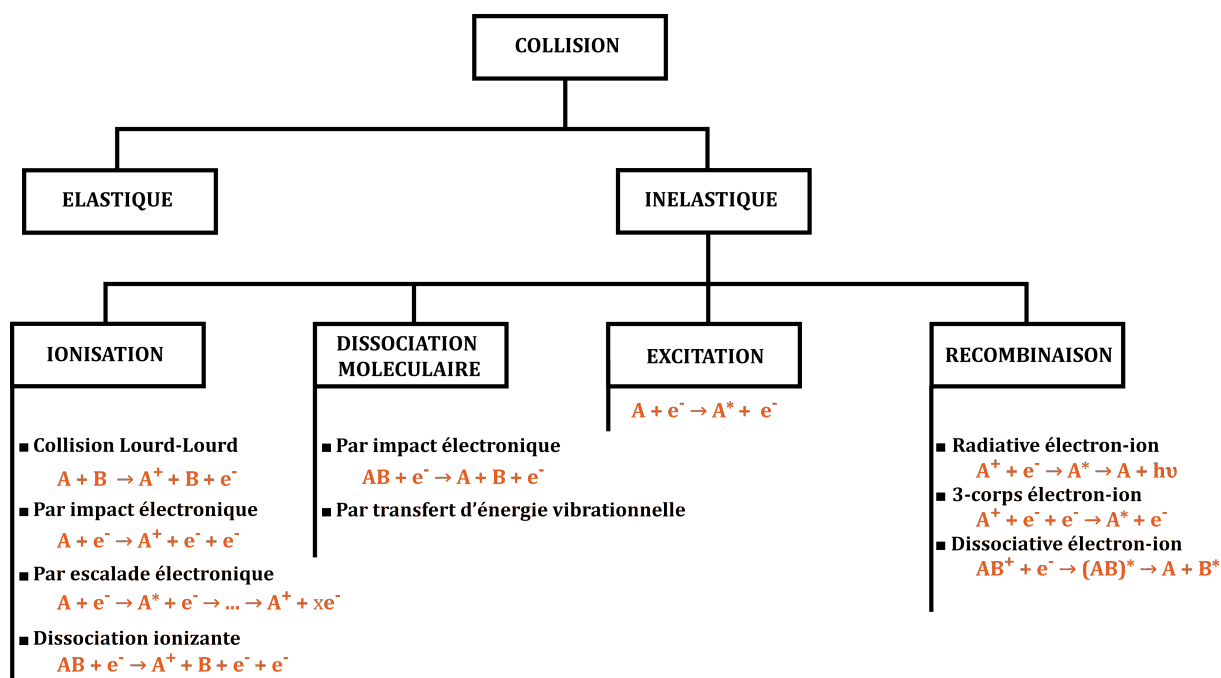 COLLISION
ELASTIQUE
INELASTIQUE
IONISATION
■ Collision Lourd-Lourd
A + B → A⁺ + B + e⁻
■ Par impact électronique
A + e⁻ → A⁺ + e⁻ + e⁻
■ Par escalade électronique
A + e⁻ → A* + e⁻ → ... → A⁺ + xe⁻
■ Dissociation ionizante
AB + e⁻ → A⁺ + B + e⁻ + e⁻
DISSOCIATION
MOLECULAIRE
■ Par impact électronique
AB + e⁻ → A + B + e⁻
■ Par transfert d'énergie vibrationnelle
EXCITATION
A + e⁻ → A* + e⁻
RECOMBINAISON
■ Radiative électron-ion
A⁺ + e⁻ → A* → A + hυ
■ 3-corps électron-ion
A⁺ + e⁻ + e⁻ → A* + e⁻
■ Dissociative électron-ion
AB⁺ + e⁻ → (AB)* → A + B*